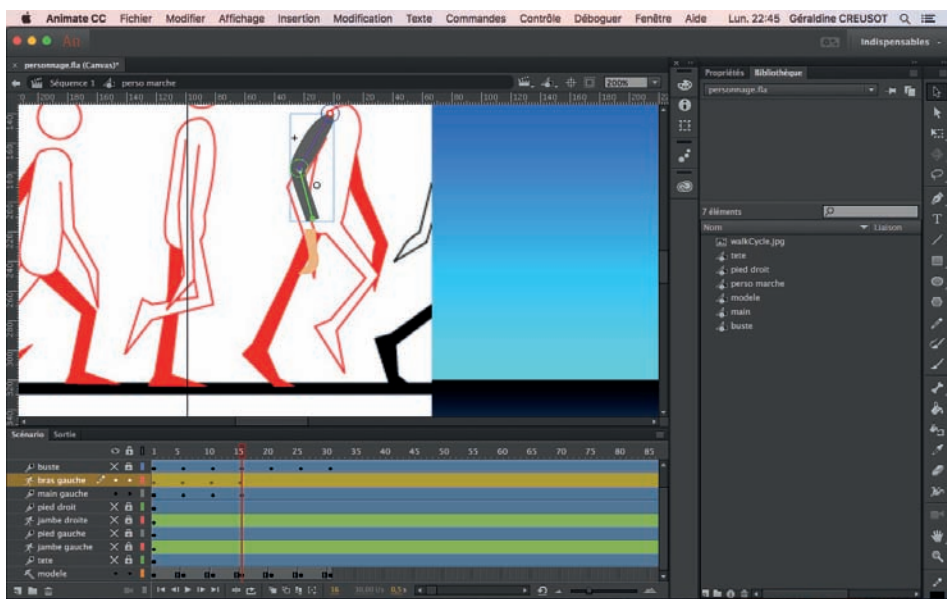 Animate CC Fichier Modifier Affichage Insertion Modification Texte Commandes Contrôle Déboguer Fenêtre Aide Lun. 22:45 Géraldine CREUSOT
An Indispensables
× personnage.fla (Canvas)*
Séquence 1 perso marche 200%
Propriétés Bibliothèque
personnage.fla
7 éléments
Nom Liaison
walkCycle.jpg
tete
pied droit
perso marche
modele
main
buste
Scénario Sortie
1 5 10 15 20 25 30 35 40 45 50 55 60 65 70 75 80 85
buste
bras gauche
main gauche
pied droit
jambe droite
pied gauche
jambe gauche
tete
modele
16 0,5 s